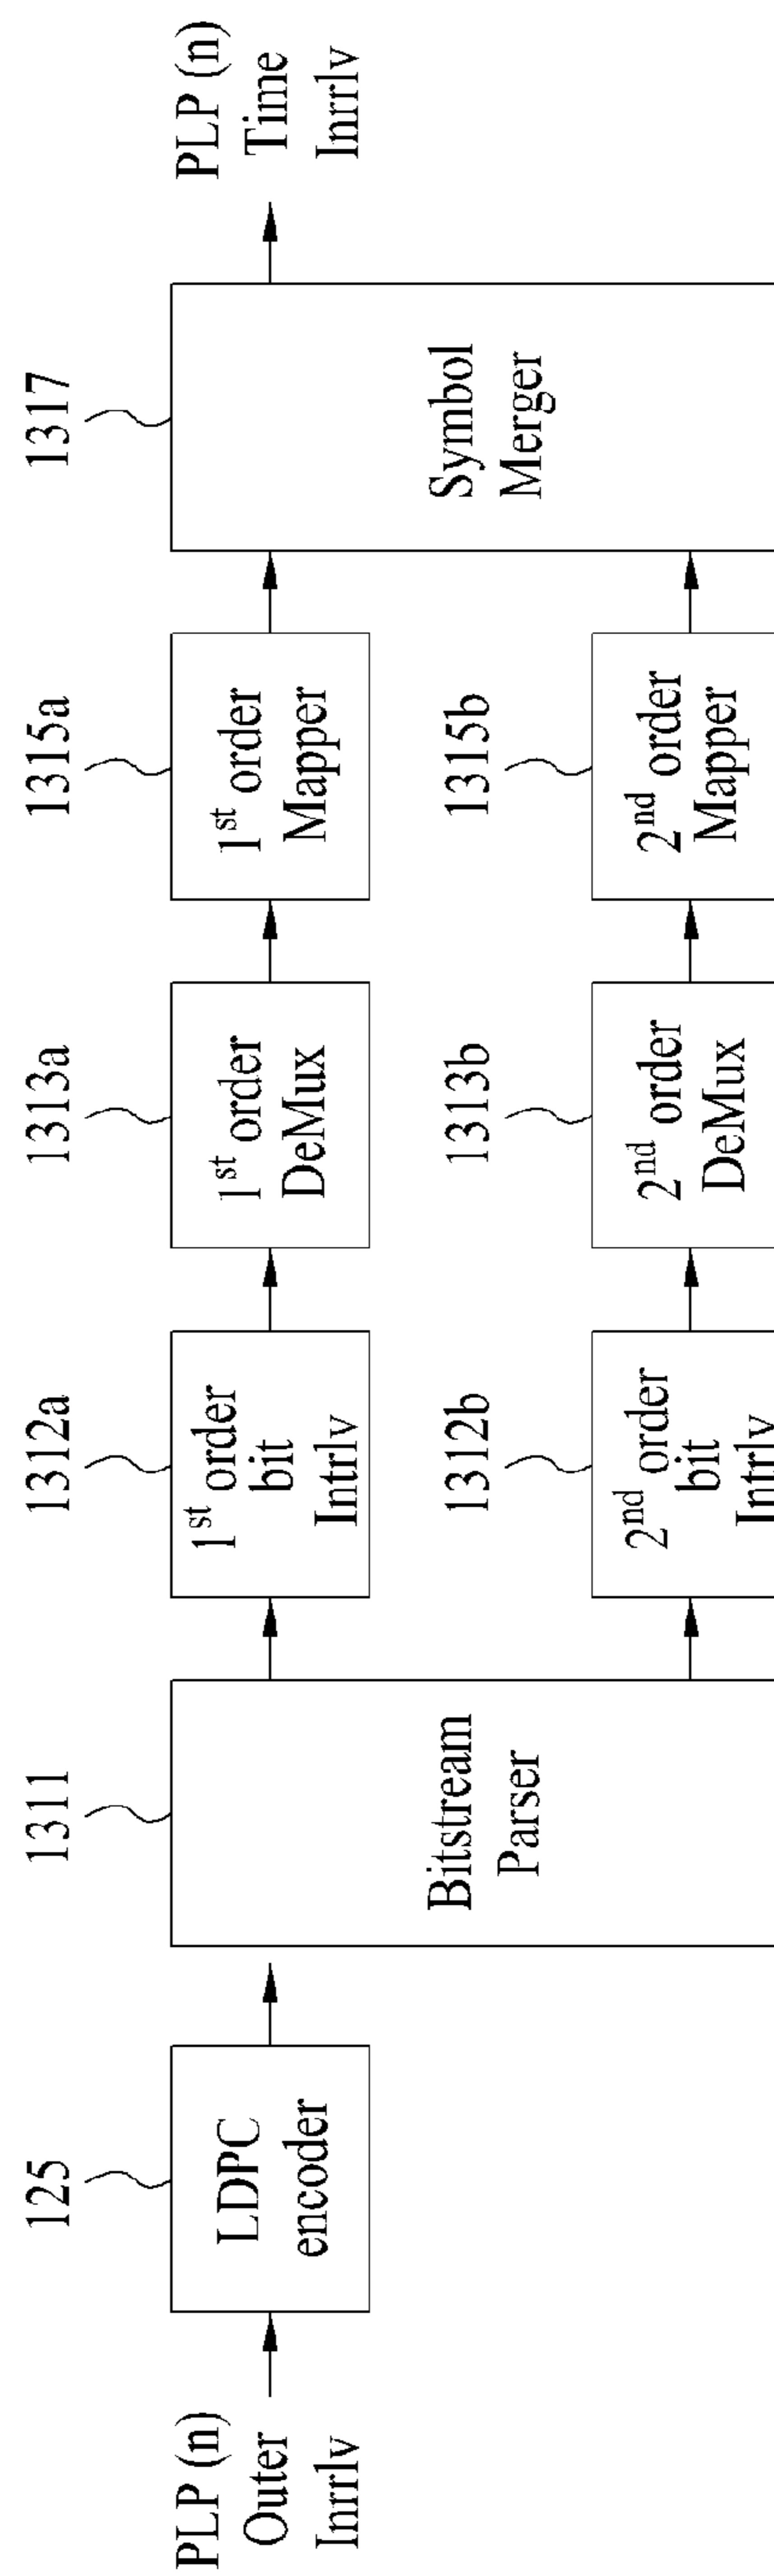 PLP (n)
Outer
Inrrlv
125
LDPC
encoder
1311
Bitstream
Parser
1312a
1st order
bit
Intrlv
1312b
2nd order
bit
Intrlv
1313a
1st order
DeMux
1313b
2nd order
DeMux
1315a
1st order
Mapper
1315b
2nd order
Mapper
1317
Symbol
Merger
PLP (n)
Time
Inrrlv